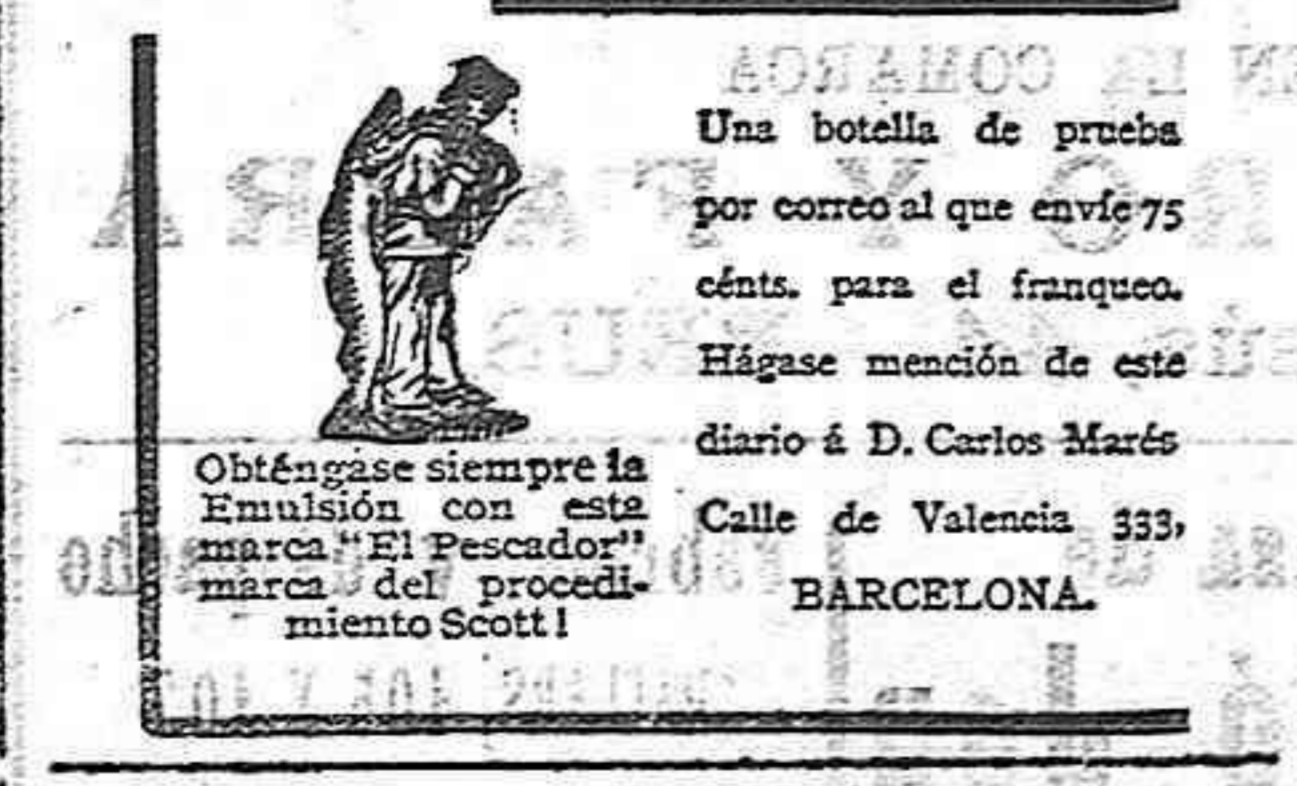 Obténgase siempre la
Emulsión con esta
marca "El Pescador"
marca del procedi-
miento Scott!
Una botella de prueba
por correo al que envíe 75
cénts. para el franqueo.
Hágase mención de este
diario á D. Carlos Marés
Calle de Valencia 333,
BARCELONA.